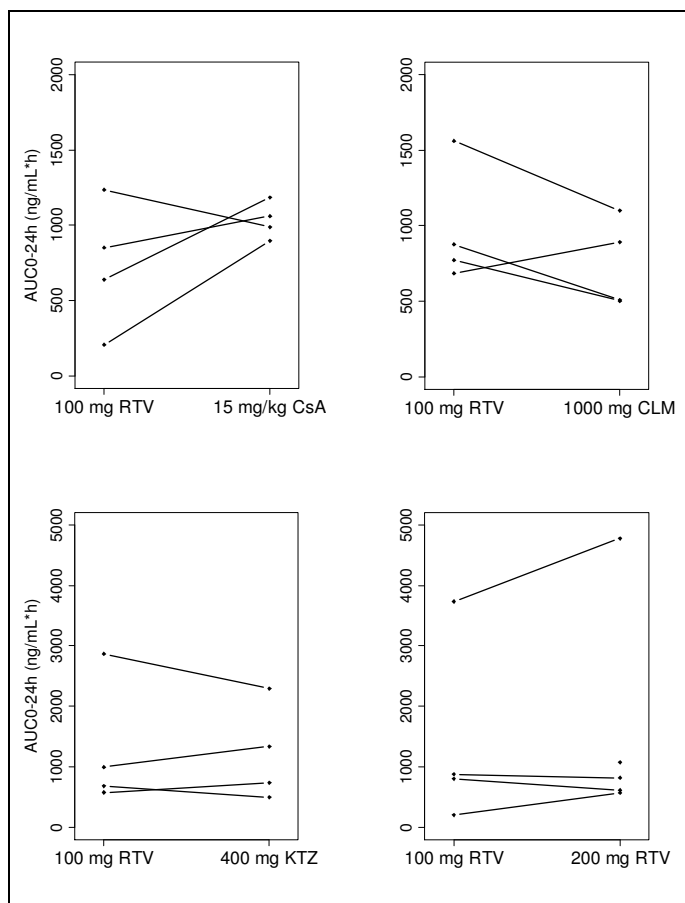 AUC0-24h (ng/mL*h)
2000
1500
1000
500
0
100 mg RTV
15 mg/kg CsA
2000
1500
1000
500
0
100 mg RTV
1000 mg CLM
AUC0-24h (ng/mL*h)
5000
4000
3000
2000
1000
0
100 mg RTV
400 mg KTZ
5000
4000
3000
2000
1000
0
100 mg RTV
200 mg RTV